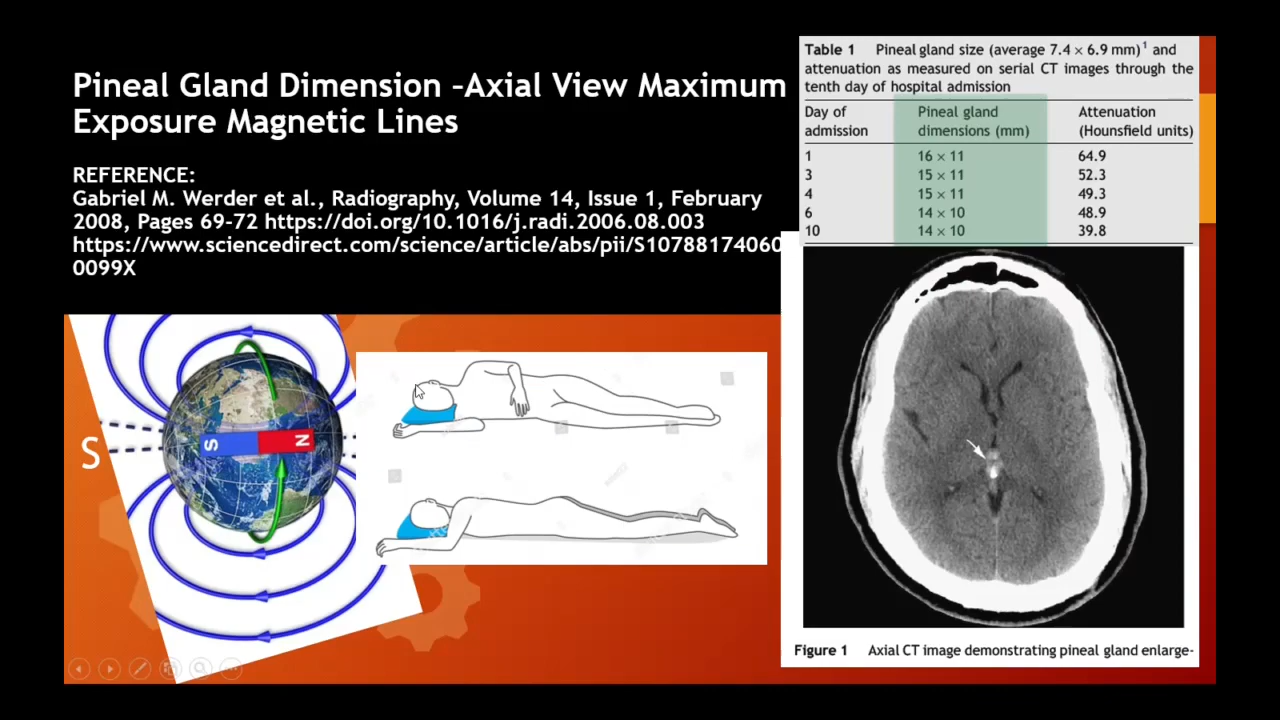 Pineal Gland Dimension –Axial View Maximum
Exposure Magnetic Lines
REFERENCE:
Gabriel M. Werder et al., Radiography, Volume 14, Issue 1, February
2008, Pages 69-72 https://doi.org/10.1016/j.radi.2006.08.003
https://www.sciencedirect.com/science/article/abs/pii/S10788174060
0099X
Table 1 Pineal gland size (average 7.4 × 6.9 mm)1 and
attenuation as measured on serial CT images through the
tenth day of hospital admission
Day of admission Pineal gland dimensions (mm) Attenuation (Hounsfield units)
1 16 × 11 64.9
3 15 × 11 52.3
4 15 × 11 49.3
6 14 × 10 48.9
10 14 × 10 39.8
S
S N
Figure 1 Axial CT image demonstrating pineal gland enlarge-